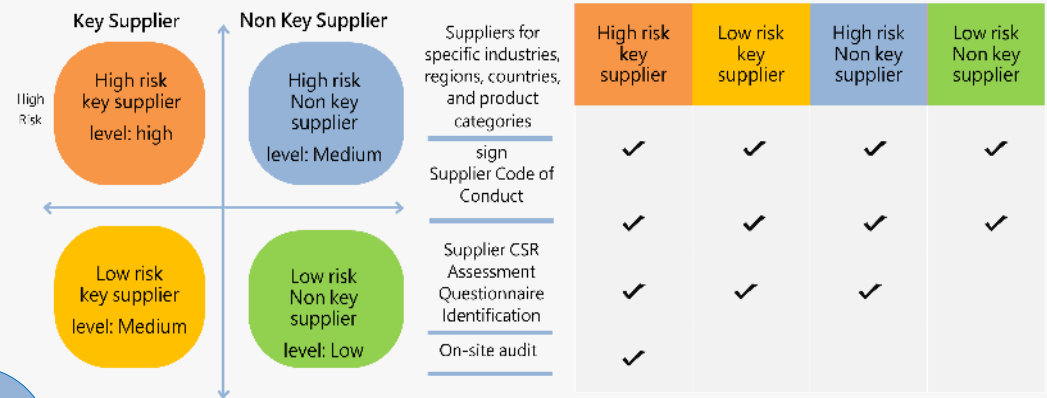 Key Supplier
Non Key Supplier
High
Risk
High risk
key supplier
level: high
High risk
Non key
supplier
level: Medium
Low risk
key supplier
level: Medium
Low risk
Non key
supplier
level: Low
Suppliers for
specific industries,
regions, countries,
and product
categories
sign
Supplier Code of
Conduct
Supplier CSR
Assessment
Questionnaire
Identification
On-site audit
High risk
key
supplier
Low risk
key
supplier
High risk
Non key
supplier
Low risk
Non key
supplier
✓ ✓ ✓ ✓
✓ ✓ ✓ ✓
✓ ✓ ✓
✓